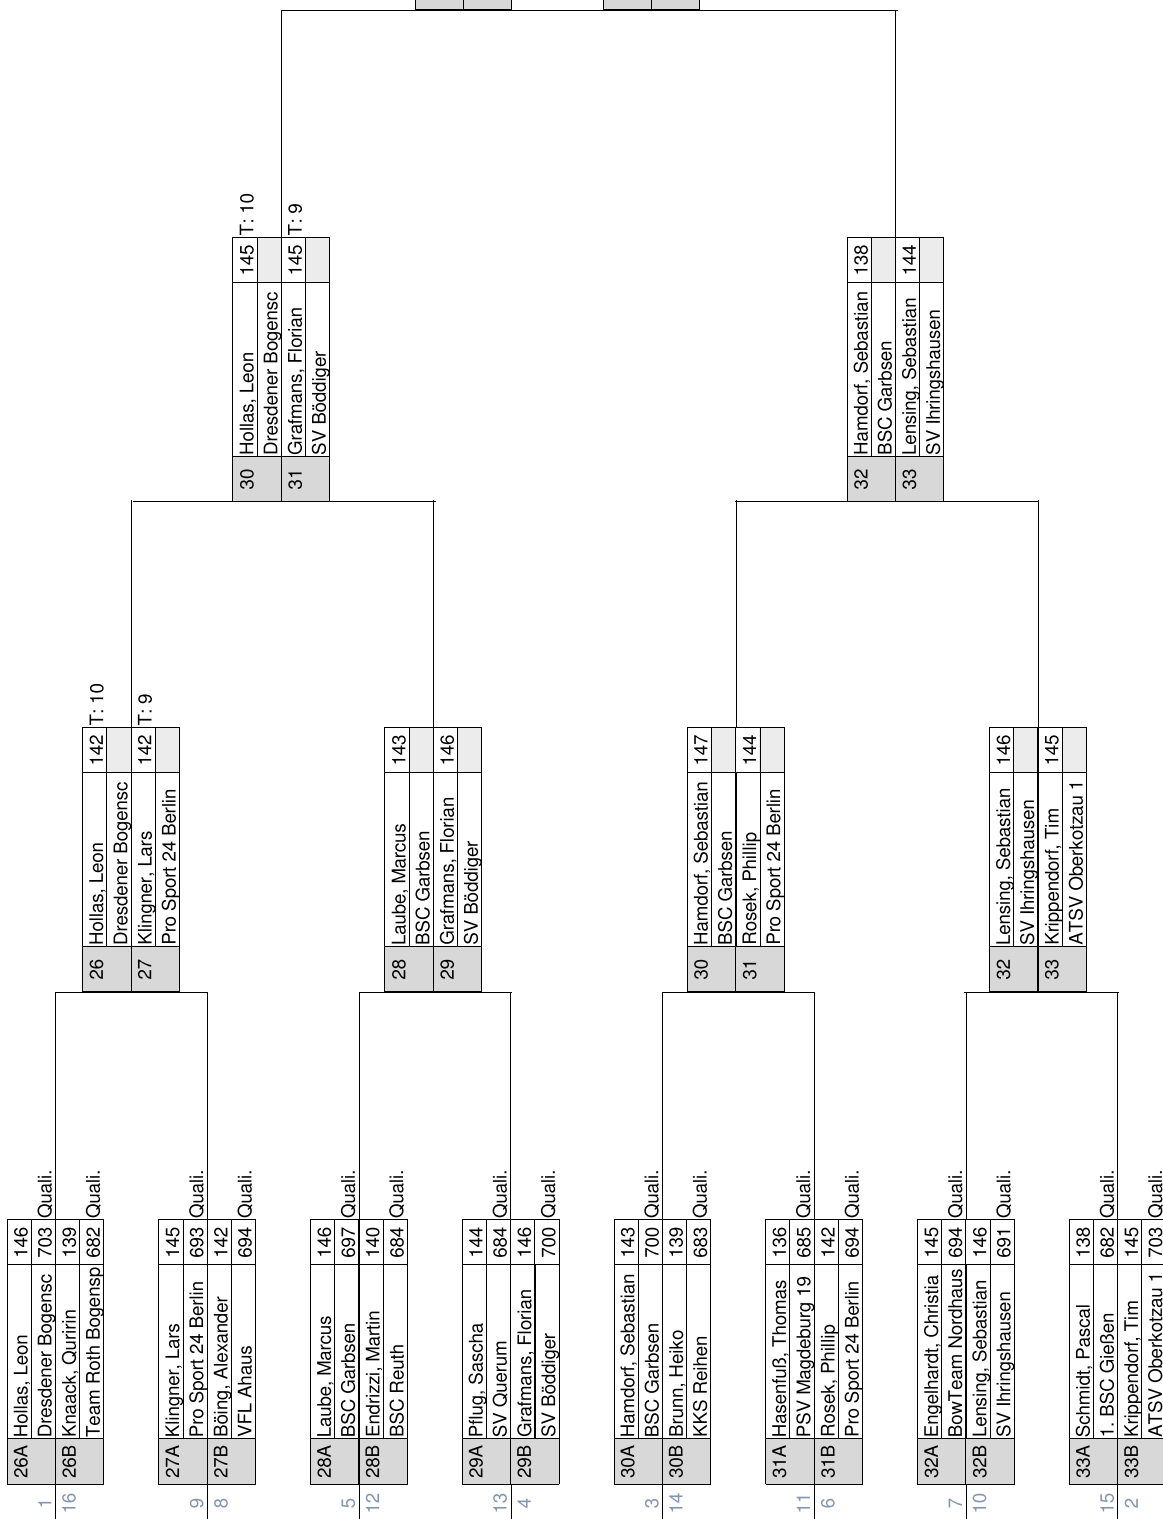 1 26A Hollas, Leon 146
Dresdener Bogensc 703 Quali.
16 26B Knaack, Quririn 139
Team Roth Bogensp 682 Quali.
9 27A Klingner, Lars 145
Pro Sport 24 Berlin 693 Quali.
8 27B Böing, Alexander 142
VFL Ahaus 694 Quali.
5 28A Laube, Marcus 146
BSC Garbsen 697 Quali.
12 28B Endrizzi, Martin 140
BSC Reuth 684 Quali.
13 29A Pflug, Sascha 144
SV Querum 684 Quali.
4 29B Grafmans, Florian 146
SV Böddiger 700 Quali.
3 30A Hamdorf, Sebastian 143
BSC Garbsen 700 Quali.
14 30B Brunn, Heiko 139
KKS Reihen 683 Quali.
11 31A Hasenfuß, Thomas 136
PSV Magdeburg 19 685 Quali.
6 31B Rosek, Phillip 142
Pro Sport 24 Berlin 694 Quali.
7 32A Engelhardt, Christia 145
BowTeam Nordhaus 694 Quali.
10 32B Lensing, Sebastian 146
SV Ihringshausen 691 Quali.
15 33A Schmidt, Pascal 138
1. BSC Gießen 682 Quali.
2 33B Krippendorf, Tim 145
ATSV Oberkotzau 1 703 Quali.
26 Hollas, Leon 142 T: 10
Dresdener Bogensc
27 Klingner, Lars 142 T: 9
Pro Sport 24 Berlin
28 Laube, Marcus 143
BSC Garbsen
29 Grafmans, Florian 146
SV Böddiger
30 Hamdorf, Sebastian 147
BSC Garbsen
31 Rosek, Phillip 144
Pro Sport 24 Berlin
32 Lensing, Sebastian 146
SV Ihringshausen
33 Krippendorf, Tim 145
ATSV Oberkotzau 1
30 Hollas, Leon 145 T: 10
Dresdener Bogensc
31 Grafmans, Florian 145 T: 9
SV Böddiger
32 Hamdorf, Sebastian 138
BSC Garbsen
33 Lensing, Sebastian 144
SV Ihringshausen